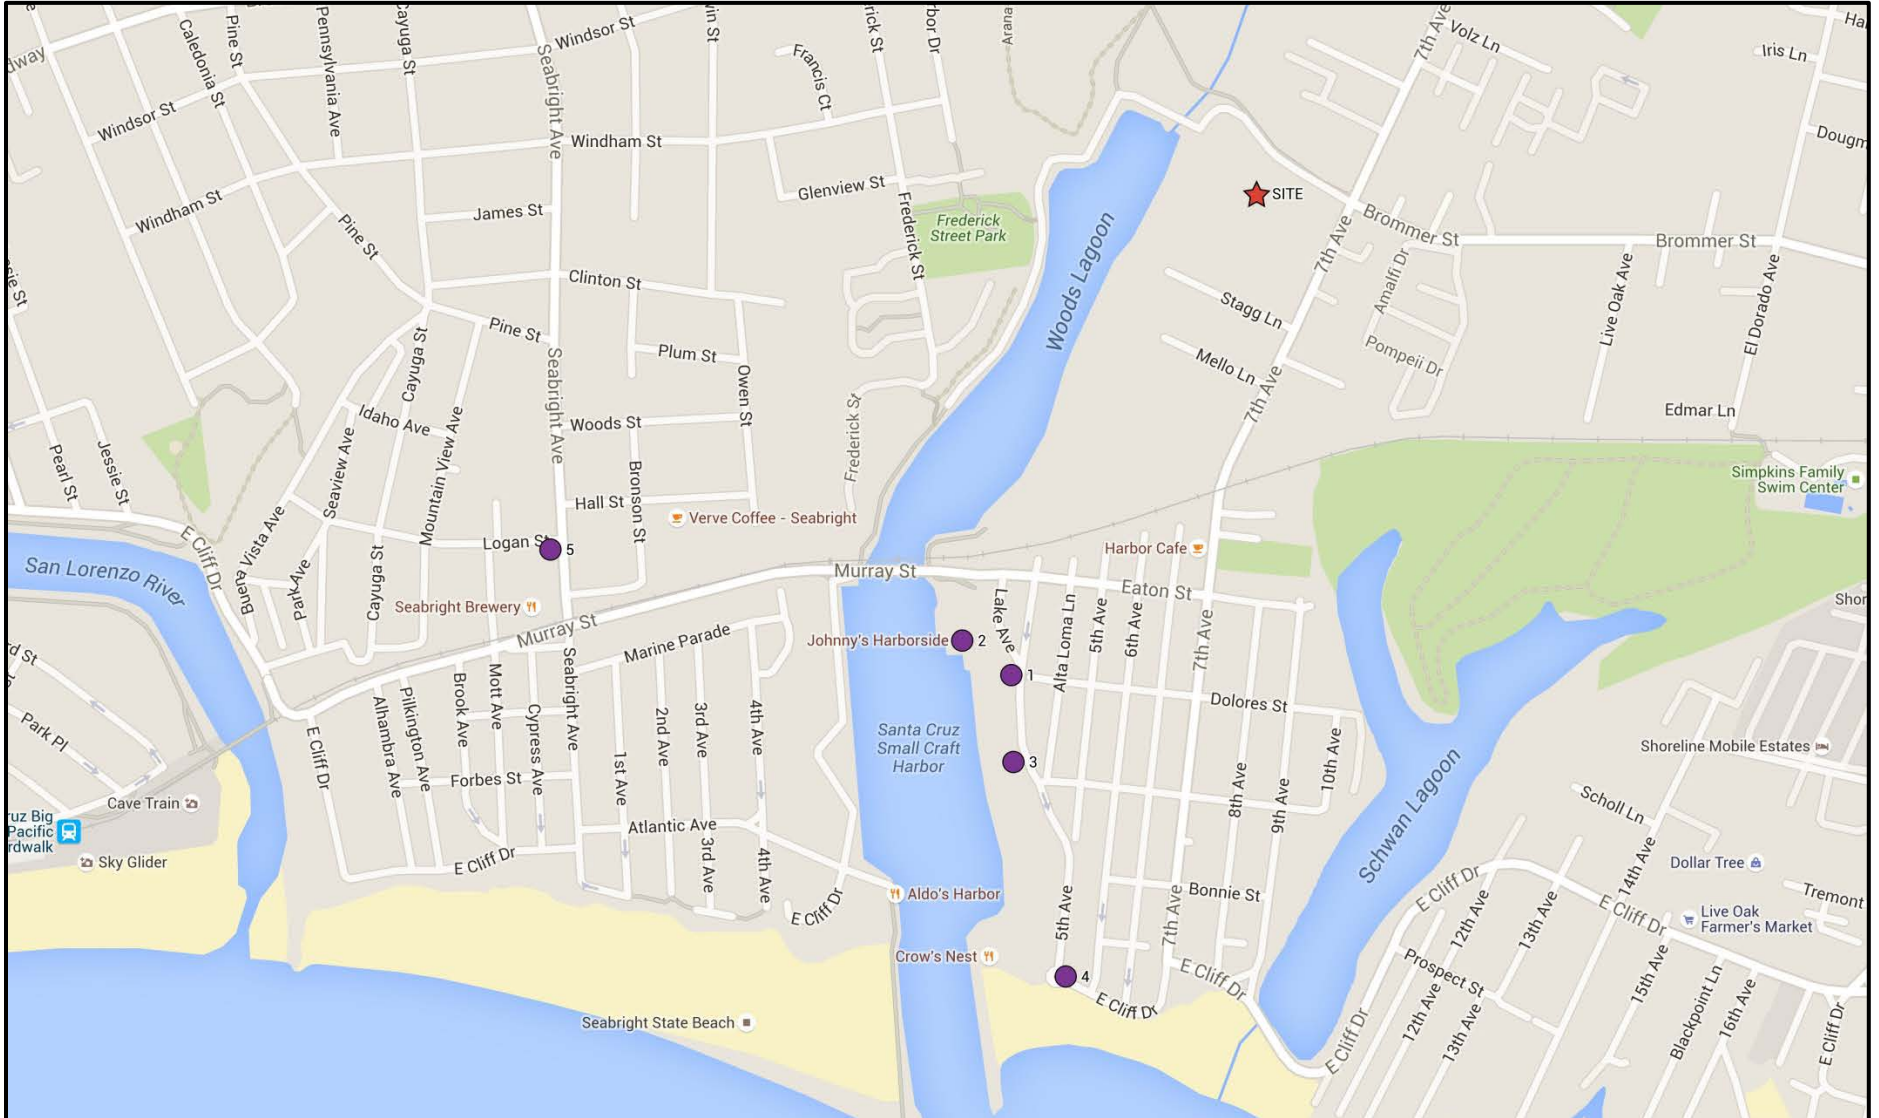 Windsor St
Volz Ln
7th Ave
Iris Ln
Pine St
Caledonia St
Pennsylvania Ave
Cayuga St
Seabright Ave
Francis Ct
Arana
Windsor St
Windham St
Glenview St
SITE
Windham St
James St
Frederick St
Frederick
Street Park
Woods Lagoon
Brommer St
Brommer St
7th Ave
Pine St
Clinton St
Stagg Ln
Amalfi Dr
Live Oak Ave
El Dorado Ave
Pine St
Plum St
Mello Ln
Pompeii Dr
Cayuga St
Seabright Ave
Owen St
7th Ave
Edmar Ln
Idaho Ave
Woods St
Frederick St
Pearl St
Jessie St
Seaview Ave
Mountain View Ave
Bronson St
Simpkins Family
Swim Center
Hall St
Verve Coffee - Seabright
E Cliff Dr
Buena Vista Ave
Logan St
5
Harbor Cafe
San Lorenzo River
Park Ave
Cayuga St
Murray St
Eaton St
Seabright Brewery
Lake Ave
Alta Loma Ln
5th Ave
6th Ave
7th Ave
Murray St
Marine Parade
Johnny's Harborside
2
1
Park Pl
E Cliff Dr
Alhambra Ave
Pilkington Ave
Brook Ave
Mott Ave
Cypress Ave
Seabright Ave
1st Ave
2nd Ave
3rd Ave
4th Ave
Dolores St
Santa Cruz
Small Craft
Harbor
3
10th Ave
Shoreline Mobile Estates
Schwan Lagoon
Forbes St
8th Ave
9th Ave
Cave Train
Scholl Ln
Atlantic Ave
Sky Glider
E Cliff Dr
3rd Ave
4th Ave
E Cliff Dr
Aldo's Harbor
5th Ave
Bonnie St
7th Ave
E Cliff Dr
14th Ave
Dollar Tree
Tremont
12th Ave
13th Ave
E Cliff Dr
Live Oak
Farmer's Market
Crow's Nest
4
E Cliff Dr
E Cliff Dr
Prospect St
15th Ave
Seabright State Beach
E Cliff Dr
12th Ave
13th Ave
Blackpoint Ln
16th Ave
E Cliff Dr